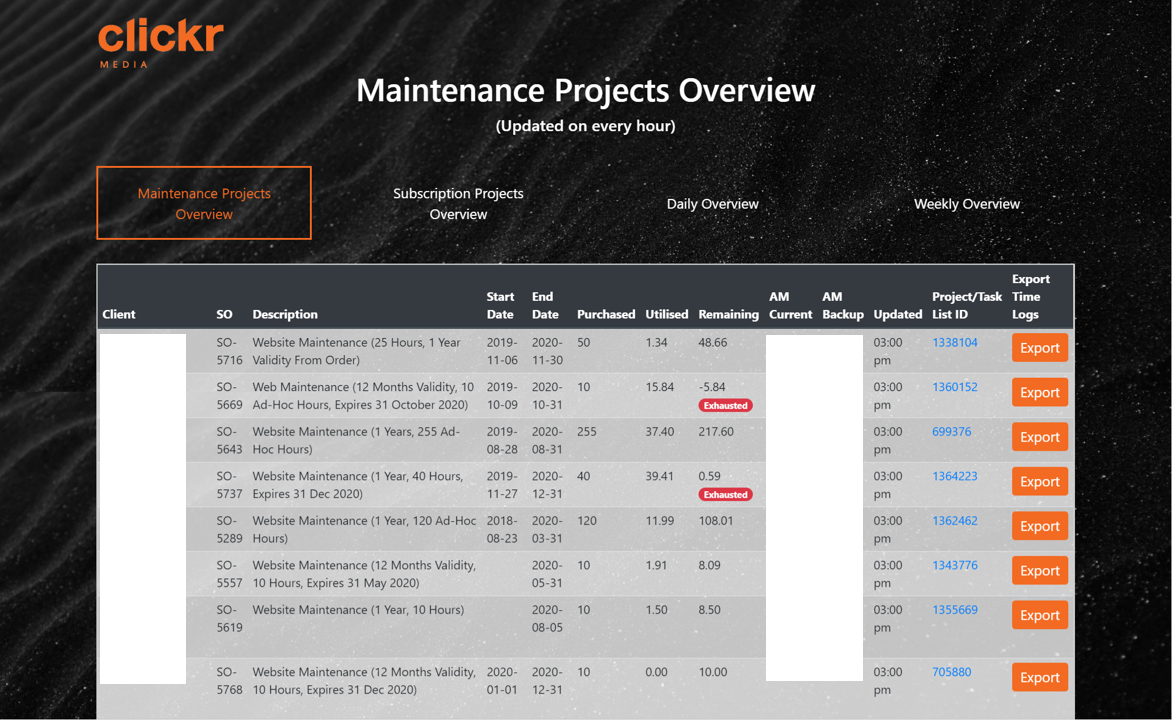 clickr
MEDIA
Maintenance Projects Overview
(Updated on every hour)
Maintenance Projects
Overview
Subscription Projects
Overview
Daily Overview
Weekly Overview
Client SO Description Start Date End Date Purchased Utilised Remaining AM Current AM Backup Updated Project/Task List ID Export Time Logs
SO-5716 Website Maintenance (25 Hours, 1 Year Validity From Order) 2019-11-06 2020-11-30 50 1.34 48.66 03:00 pm 1338104 Export
SO-5669 Web Maintenance (12 Months Validity, 10 Ad-Hoc Hours, Expires 31 October 2020) 2019-10-09 2020-10-31 10 15.84 -5.84 Exhausted 03:00 pm 1360152 Export
SO-5643 Website Maintenance (1 Years, 255 Ad-Hoc Hours) 2019-08-28 2020-08-31 255 37.40 217.60 03:00 pm 699376 Export
SO-5737 Website Maintenance (1 Year, 40 Hours, Expires 31 Dec 2020) 2019-11-27 2020-12-31 40 39.41 0.59 Exhausted 03:00 pm 1364223 Export
SO-5289 Website Maintenance (1 Year, 120 Ad-Hoc Hours) 2018-08-23 2020-03-31 120 11.99 108.01 03:00 pm 1362462 Export
SO-5557 Website Maintenance (12 Months Validity, 10 Hours, Expires 31 May 2020) 2020-05-31 10 1.91 8.09 03:00 pm 1343776 Export
SO-5619 Website Maintenance (1 Year, 10 Hours) 2020-08-05 10 1.50 8.50 03:00 pm 1355669 Export
SO-5768 Website Maintenance (12 Months Validity, 10 Hours, Expires 31 Dec 2020) 2020-01-01 2020-12-31 10 0.00 10.00 03:00 pm 705880 Export